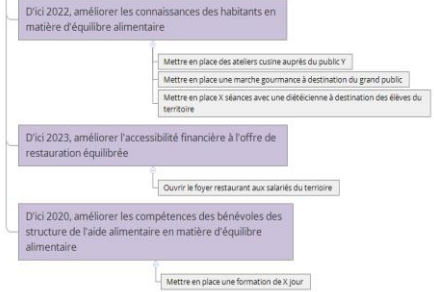 D'ici 2022, améliorer les connaissances des habitants en
matière d'équilibre alimentaire
Mettre en place des ateliers cusine auprès du public Y
Mettre en place une marche gourmance à destination du grand public
Mettre en place X séances avec une diétécienne à destination des élèves du
territoire
D'ici 2023, améliorer l'accessibilité financière à l'offre de
restauration équilibrée
Ouvrir le foyer restaurant aux salariés du terrioire
D'ici 2020, améliorer les compétences des bénévoles des
structure de l'aide alimentaire en matière d'équilibre
alimentaire
Mettre en place une formation de X jour